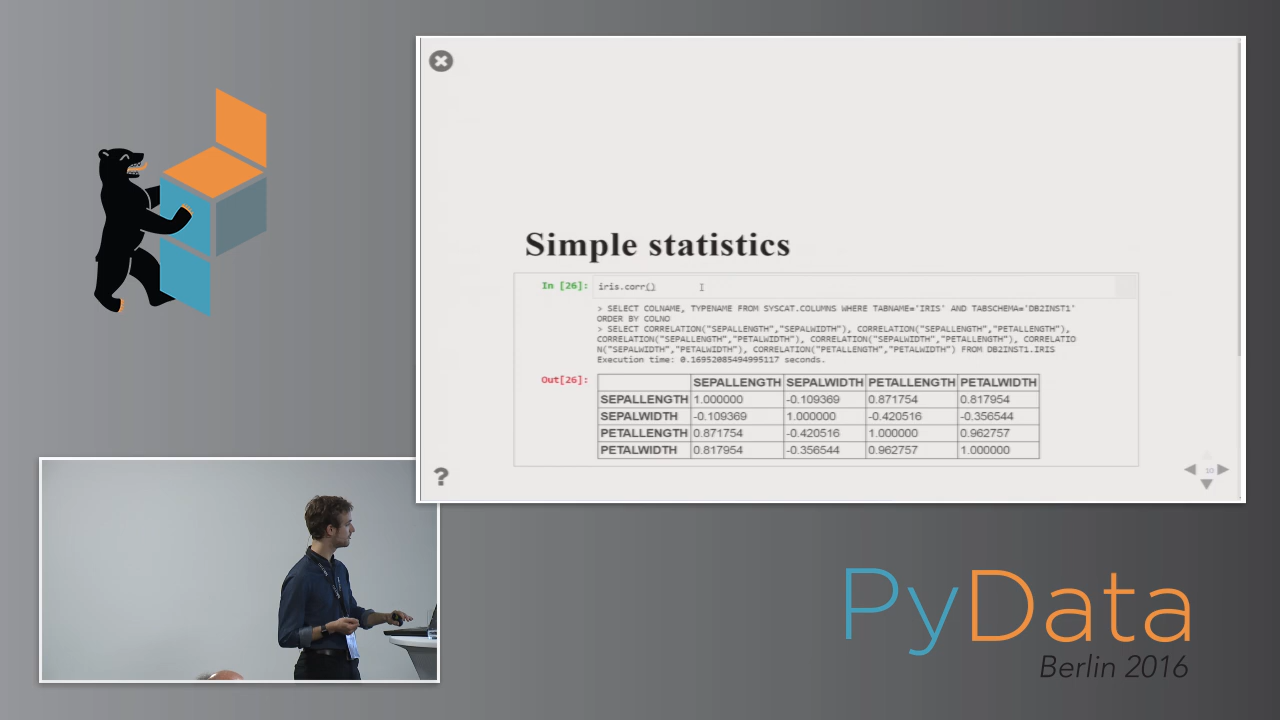 Simple statistics
In [26]: iris.corr()
> SELECT COLNAME, TYPENAME FROM SYSCAT.COLUMNS WHERE TABNAME='IRIS' AND TABSCHEMA='DB2INST1'
ORDER BY COLNO
> SELECT CORRELATION("SEPALLENGTH","SEPALWIDTH"), CORRELATION("SEPALLENGTH","PETALLENGTH"),
CORRELATION("SEPALLENGTH","PETALWIDTH"), CORRELATION("SEPALWIDTH","PETALLENGTH"), CORRELATIO
N("SEPALWIDTH","PETALWIDTH"), CORRELATION("PETALLENGTH","PETALWIDTH") FROM DB2INST1.IRIS
Execution time: 0.16952085494995117 seconds.
Out[26]:
SEPALLENGTH SEPALWIDTH PETALLENGTH PETALWIDTH
SEPALLENGTH 1.000000 -0.109369 0.871754 0.817954
SEPALWIDTH -0.109369 1.000000 -0.420516 -0.356544
PETALLENGTH 0.871754 -0.420516 1.000000 0.962757
PETALWIDTH 0.817954 -0.356544 0.962757 1.000000
?
10
PyData
Berlin 2016